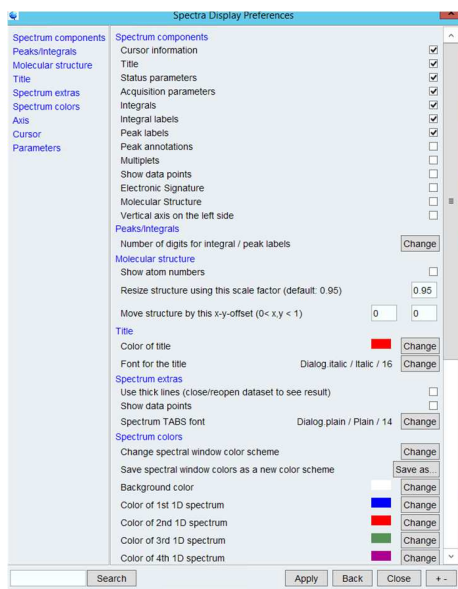 Spectra Display Preferences
Spectrum components
Peaks/Integrals
Molecular structure
Title
Spectrum extras
Spectrum colors
Axis
Cursor
Parameters
Spectrum components
Cursor information
Title
Status parameters
Acquisition parameters
Integrals
Integral labels
Peak labels
Peak annotations
Multiplets
Show data points
Electronic Signature
Molecular Structure
Vertical axis on the left side
Peaks/Integrals
Number of digits for integral / peak labels Change
Molecular structure
Show atom numbers
Resize structure using this scale factor (default: 0.95) 0.95
Move structure by this x-y-offset (0< x,y < 1) 0 0
Title
Color of title Change
Font for the title Dialog.italic / Italic / 16 Change
Spectrum extras
Use thick lines (close/reopen dataset to see result)
Show data points
Spectrum TABS font Dialog.plain / Plain / 14 Change
Spectrum colors
Change spectral window color scheme Change
Save spectral window colors as a new color scheme Save as...
Background color Change
Color of 1st 1D spectrum Change
Color of 2nd 1D spectrum Change
Color of 3rd 1D spectrum Change
Color of 4th 1D spectrum Change
Search Apply Back Close + -